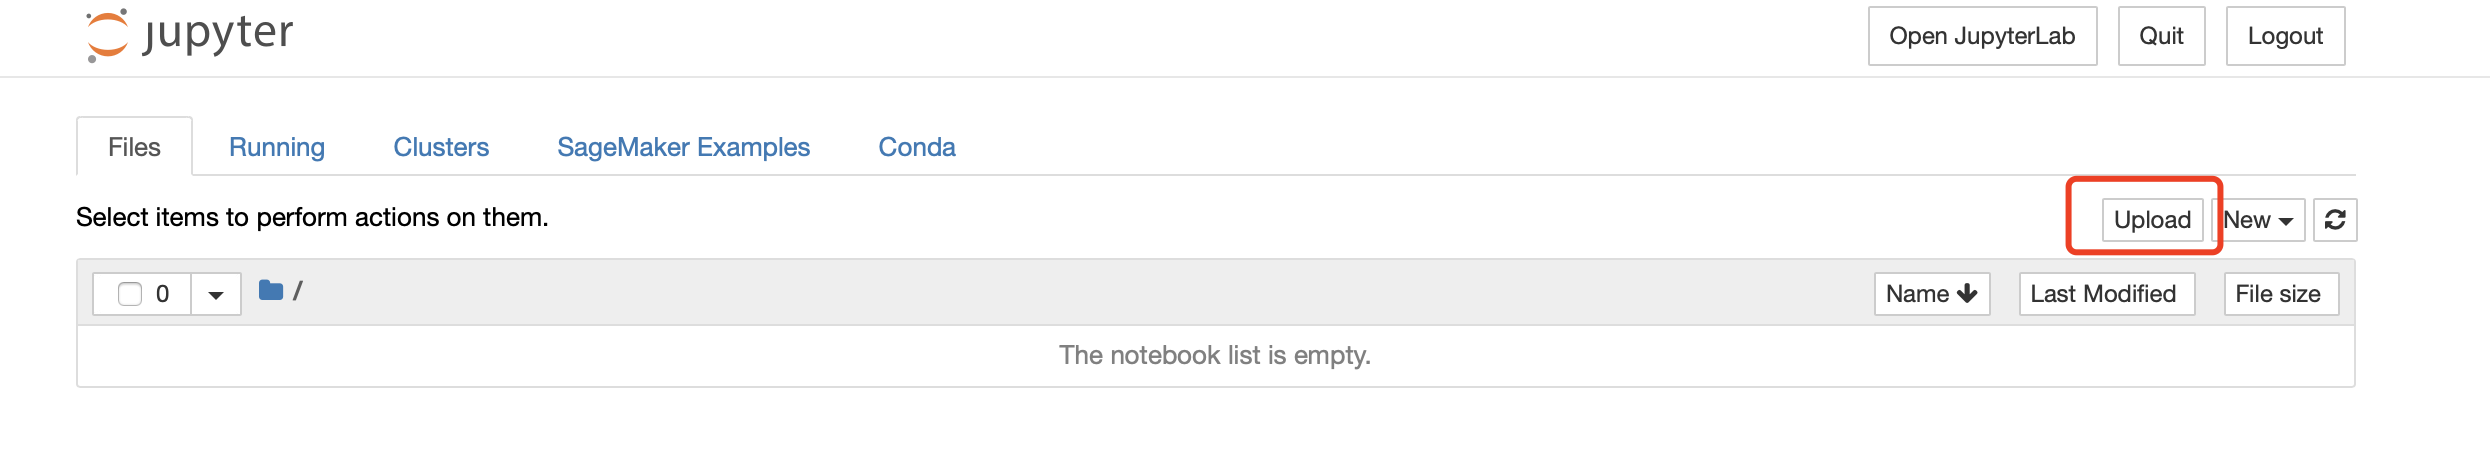 jupyter
Open JupyterLab Quit Logout
Files Running Clusters SageMaker Examples Conda
Select items to perform actions on them.
Upload New
0 / Name Last Modified File size
The notebook list is empty.